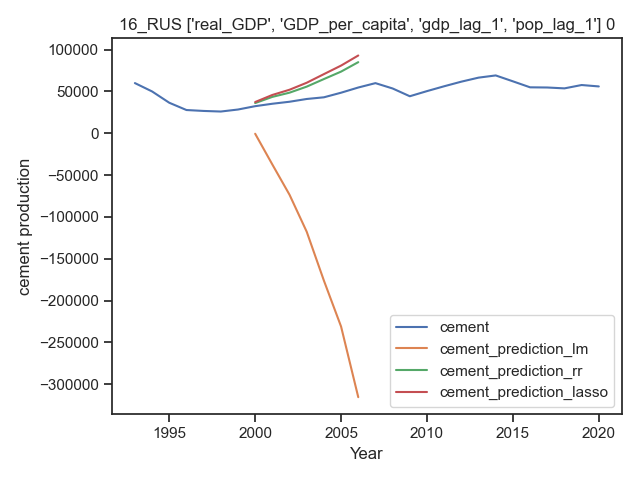 16_RUS ['real_GDP', 'GDP_per_capita', 'gdp_lag_1', 'pop_lag_1'] 0
100000
50000
0
−50000
−100000
−150000
−200000
−250000
−300000
cement production
1995
2000
2005
2010
2015
2020
Year
cement
cement_prediction_lm
cement_prediction_rr
cement_prediction_lasso